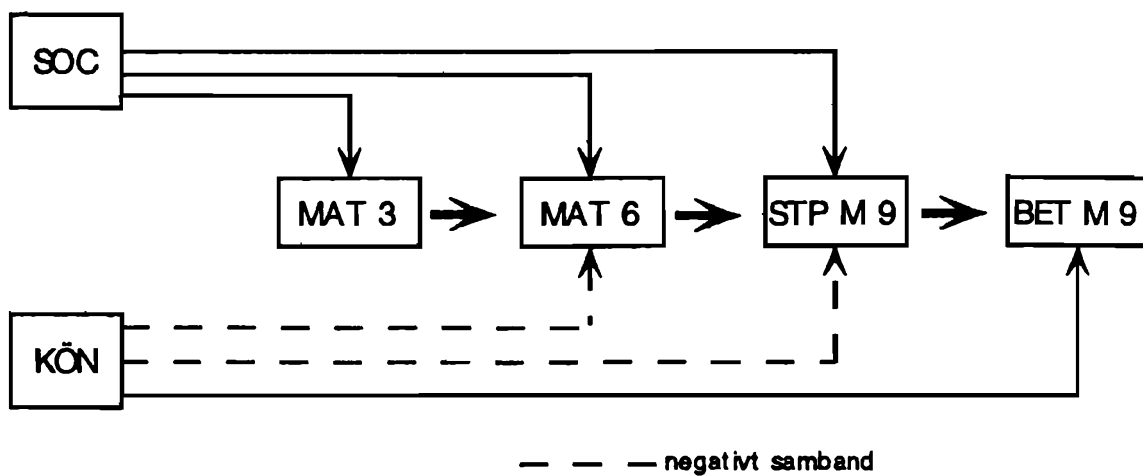 SOC
MAT 3
MAT 6
STP M 9
BET M 9
KÖN
negativt samband